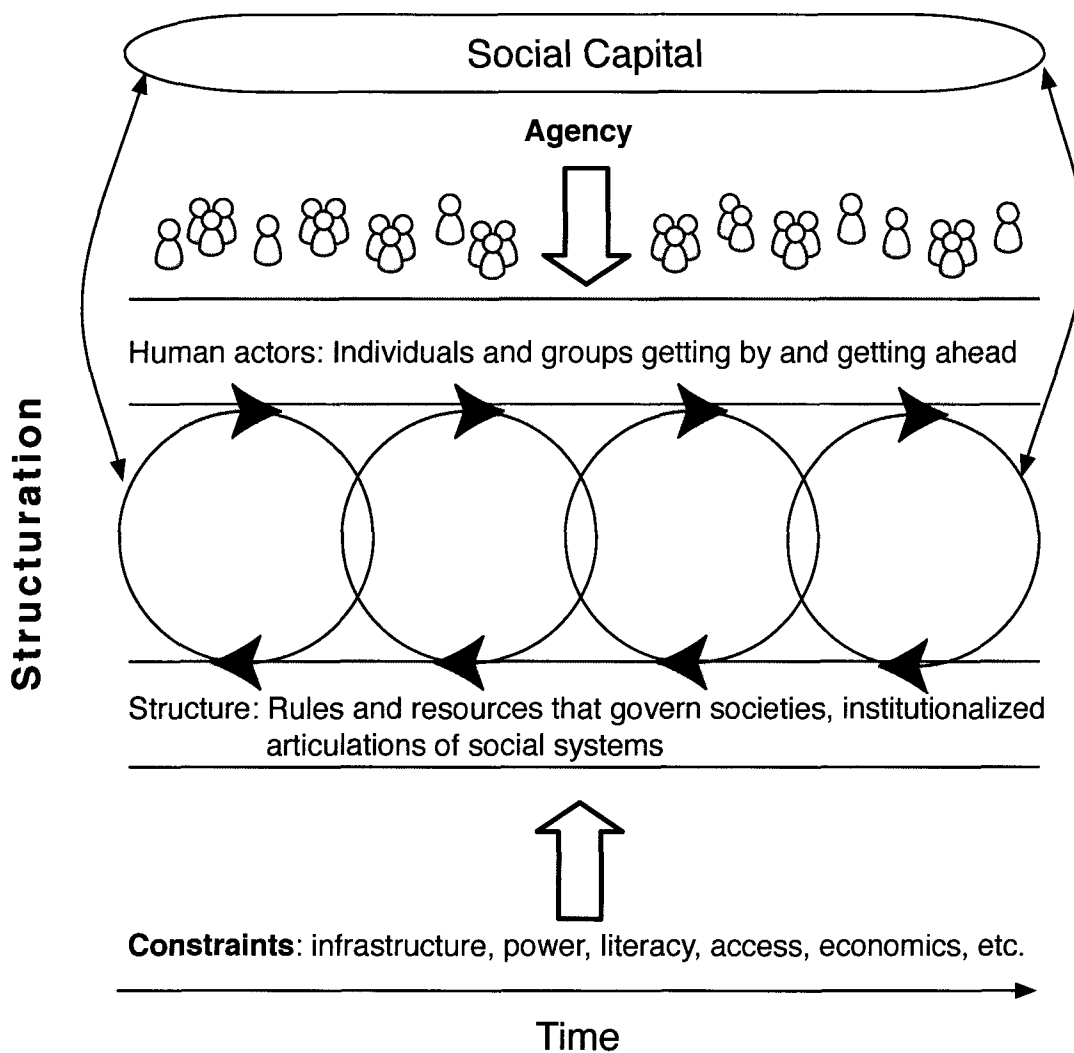 Social Capital
Agency
Human actors: Individuals and groups getting by and getting ahead
Structuration
Structure: Rules and resources that govern societies, institutionalized
articulations of social systems
Constraints: infrastructure, power, literacy, access, economics, etc.
Time